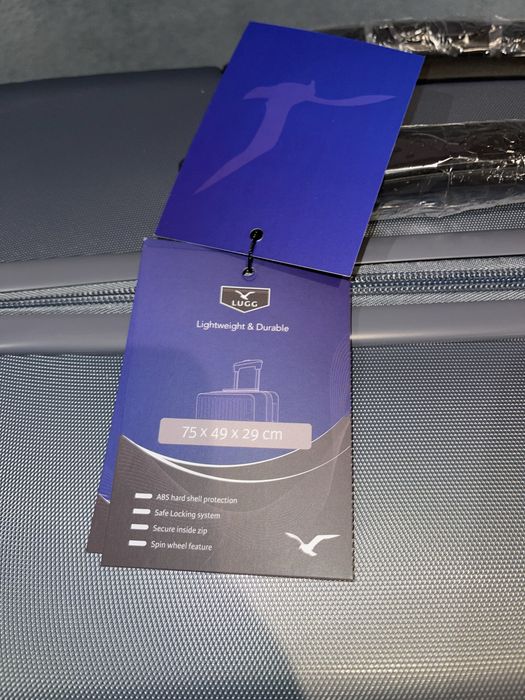 LUGG
Lightweight & Durable
75 x 49 x 29 cm
ABS hard shell protection
Safe Locking system
Secure inside zip
Spin wheel feature